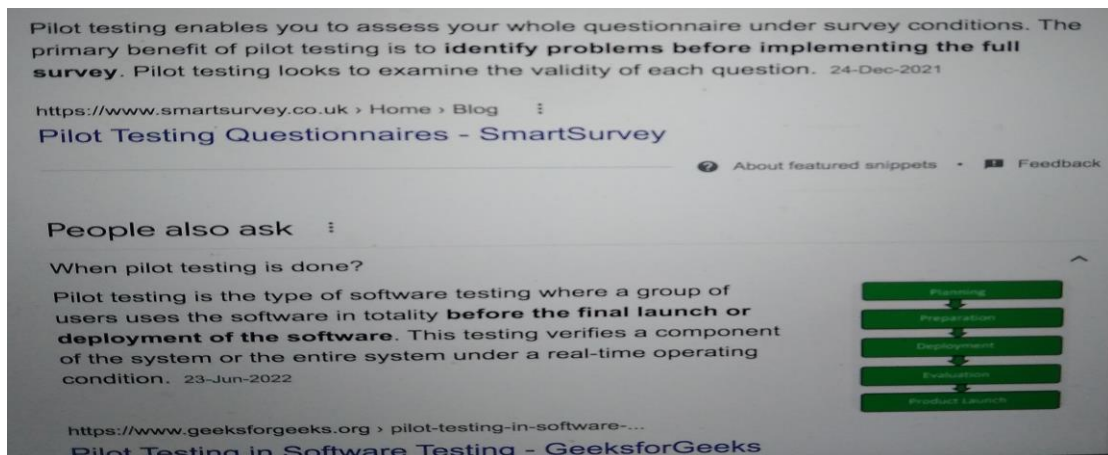 Pilot testing enables you to assess your whole questionnaire under survey conditions. The
primary benefit of pilot testing is to identify problems before implementing the full
survey. Pilot testing looks to examine the validity of each question. 24-Dec-2021
https://www.smartsurvey.co.uk › Home › Blog
Pilot Testing Questionnaires - SmartSurvey
About featured snippets • Feedback
People also ask
When pilot testing is done?
Pilot testing is the type of software testing where a group of
users uses the software in totality before the final launch or
deployment of the software. This testing verifies a component
of the system or the entire system under a real-time operating
condition. 23-Jun-2022
Planning
Preparation
Deployment
Evaluation
Product Launch
https://www.geeksforgeeks.org › pilot-testing-in-software-...
Pilot Testing in Software Testing - GeeksforGeeks